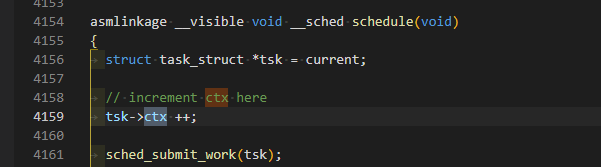 4153
4154 asmlinkage __visible void __sched schedule(void)
4155 {
4156 struct task_struct *tsk = current;
4157
4158 // increment ctx here
4159 tsk->ctx ++;
4160
4161 sched_submit_work(tsk);